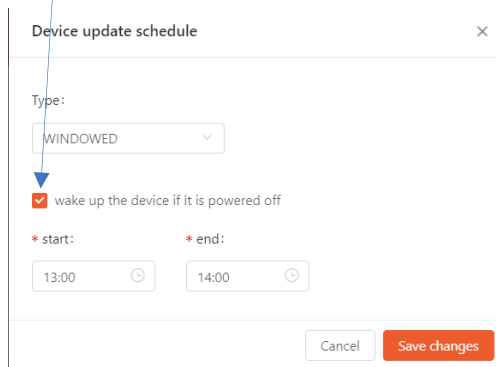 Device update schedule
Type:
WINDOWED
wake up the device if it is powered off
* start: * end:
13:00 14:00
Cancel Save changes